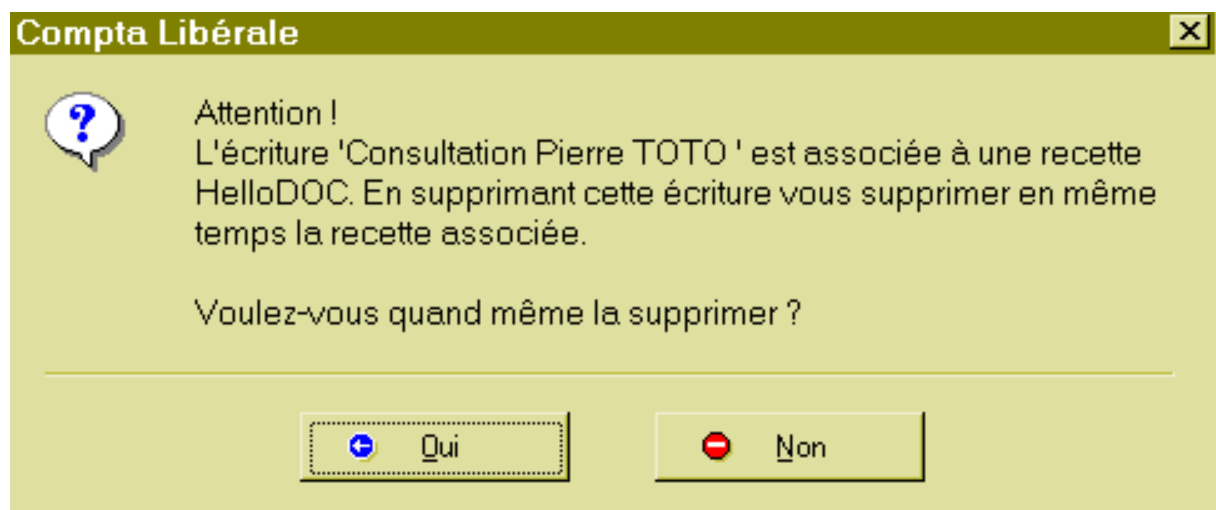 Compta Libérale
Attention !
L'écriture 'Consultation Pierre TOTO ' est associée à une recette
HelloDOC. En supprimant cette écriture vous supprimer en même
temps la recette associée.
Voulez-vous quand même la supprimer ?
Oui
Non